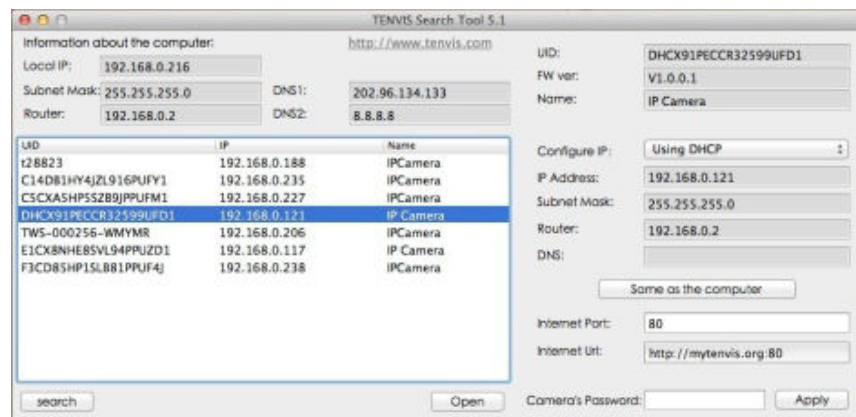 TENVIS Search Tool 5.1
Information about the computer:
http://www.tenvis.com
Local IP: 192.168.0.216
Subnet Mask: 255.255.255.0 DNS1: 202.96.134.133
Router: 192.168.0.2 DNS2: 8.8.8.8
UID IP Name
t28823 192.168.0.188 IPCamera
C14D81HY4JZL916PUFY1 192.168.0.235 IPCamera
C5CXA5HPSSZB9JPPUFM1 192.168.0.227 IPCamera
DHCX91PECCR32599UFD1 192.168.0.121 IP Camera
TWS-000256-WMYMR 192.168.0.206 IPCamera
E1CX8NHE8SVL94PPUZD1 192.168.0.117 IP Camera
F3CD85HP1SLB81PPUF4J 192.168.0.238 IPCamera
search Open
UID: DHCX91PECCR32599UFD1
FW ver: V1.0.0.1
Name: IP Camera
Configure IP: Using DHCP
IP Address: 192.168.0.121
Subnet Mask: 255.255.255.0
Router: 192.168.0.2
DNS:
Same as the computer
Internet Port: 80
Internet Url: http://mytenvis.org:80
Camera's Password: Apply